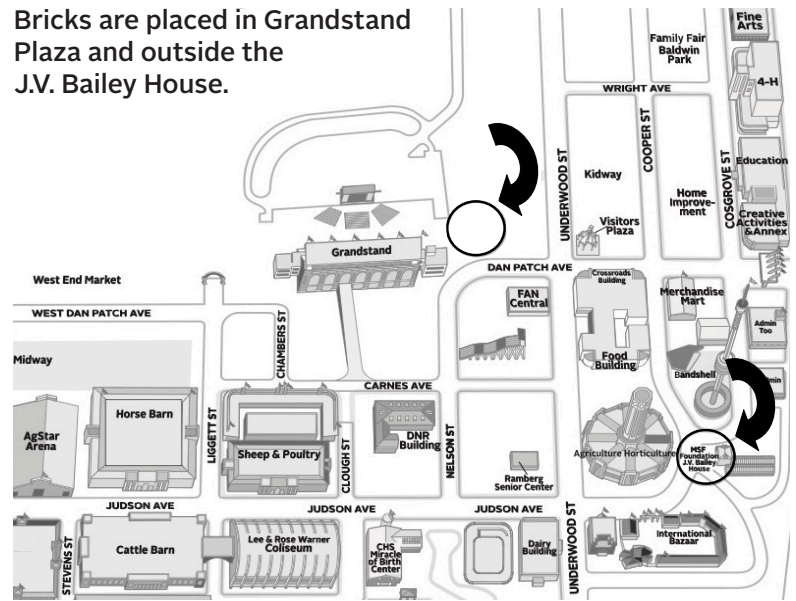 Bricks are placed in Grandstand
Plaza and outside the
J.V. Bailey House.
Fine
Arts
Family Fair
Baldwin
Park
4-H
WRIGHT AVE
COOPER ST
UNDERWOOD ST
COSGROVE ST
Education
Kidway
Home
Improve-
ment
Creative
Activities
&Annex
Visitors
Plaza
Grandstand
DAN PATCH AVE
West End Market
Crossroads
Building
Merchandise
Mart
FAN
Central
WEST DAN PATCH AVE
CHAMBERS ST
Admin
Too
Midway
Food
Building
Bandshell
min
CARNES AVE
Horse Barn
LIGGETT ST
AgStar
Arena
DNR
Building
NELSON ST
CLOUGH ST
Sheep & Poultry
Agriculture Horticulture
MSF
Foundation
J.V. Bailey
House
Ramberg
Senior Center
JUDSON AVE
JUDSON AVE
JUDSON AVE
UNDERWOOD ST
STEVENS ST
Cattle Barn
Lee & Rose Warner
Coliseum
CHS
Miracle
of Birth
Center
Dairy
Building
International
Bazaar